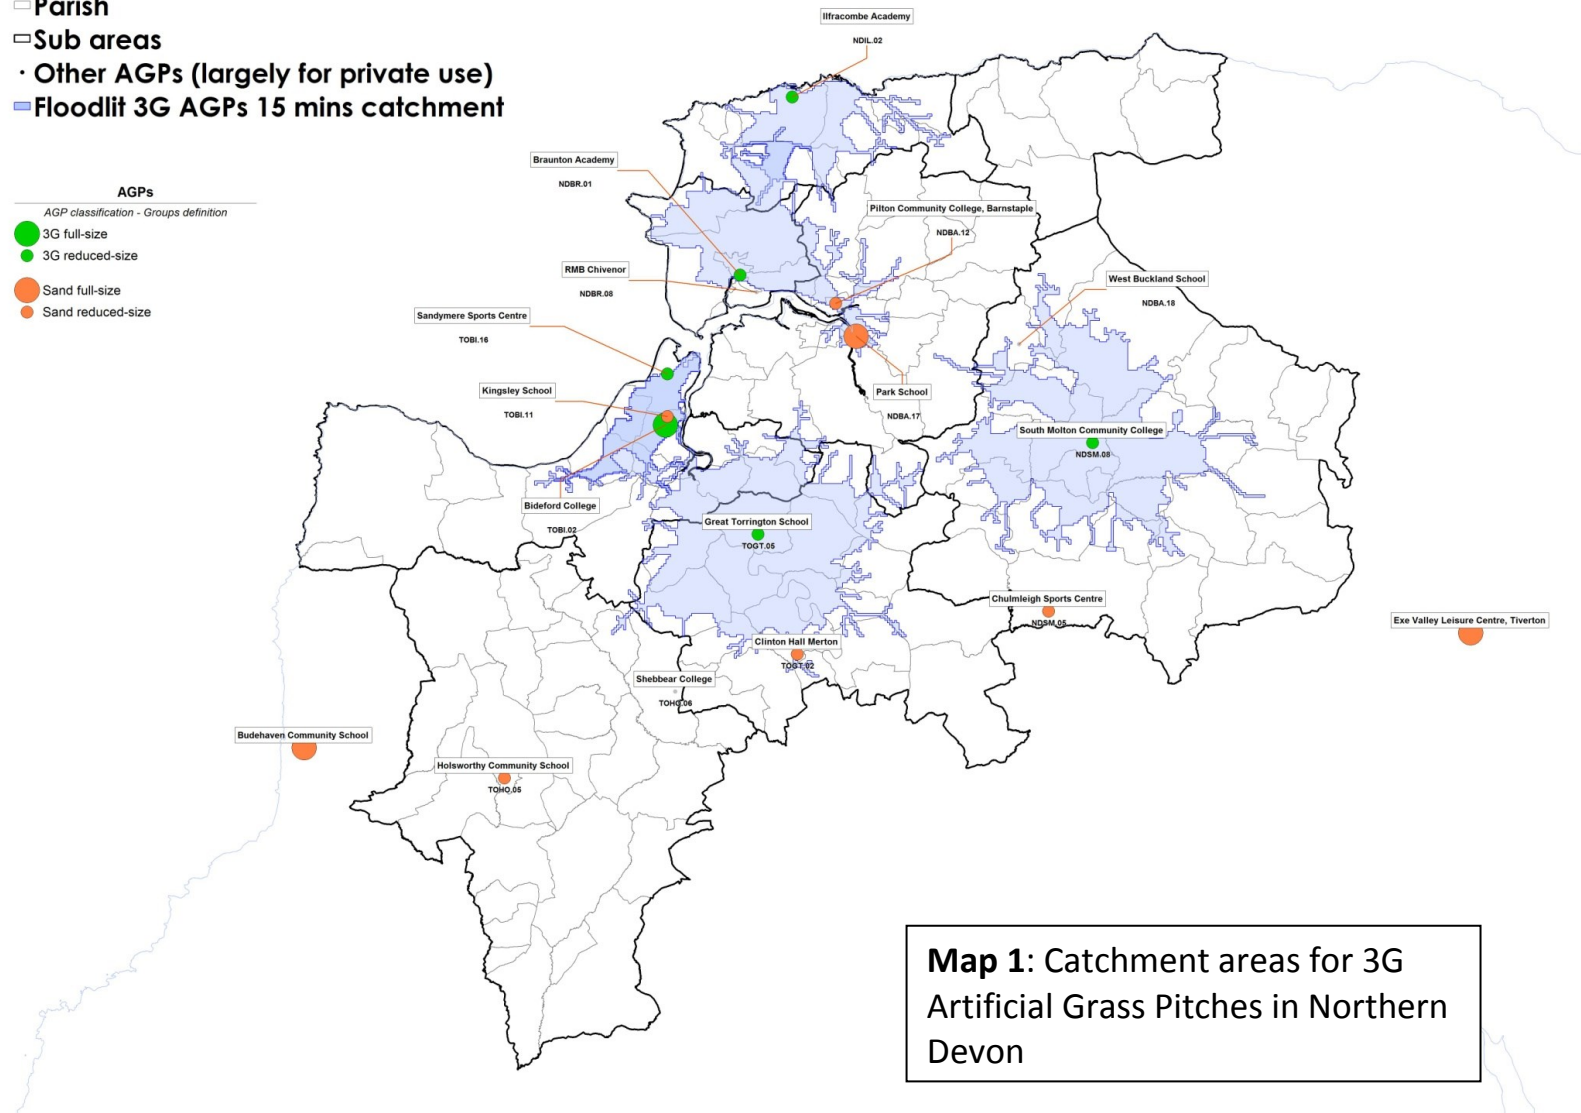 Parish
Sub areas
· Other AGPs (largely for private use)
Floodlit 3G AGPs 15 mins catchment
AGPs
AGP classification - Groups definition
3G full-size
3G reduced-size
Sand full-size
Sand reduced-size
Ilfracombe Academy
NDIL.02
Braunton Academy
NDBR.01
Pilton Community College, Barnstaple
NDBA.12
RMB Chivenor
NDBR.08
West Buckland School
NDBA.18
Sandymere Sports Centre
TOBI.16
Kingsley School
TOBI.11
Park School
NDBA.17
South Molton Community College
NDSM.08
Bideford College
TOBI.02
Great Torrington School
TOGT.05
Chulmleigh Sports Centre
NDSM.05
Exe Valley Leisure Centre, Tiverton
Clinton Hall Merton
TOGT.02
Shebbear College
TOHO.06
Budehaven Community School
Holsworthy Community School
TOHO.05
Map 1: Catchment areas for 3G
Artificial Grass Pitches in Northern
Devon